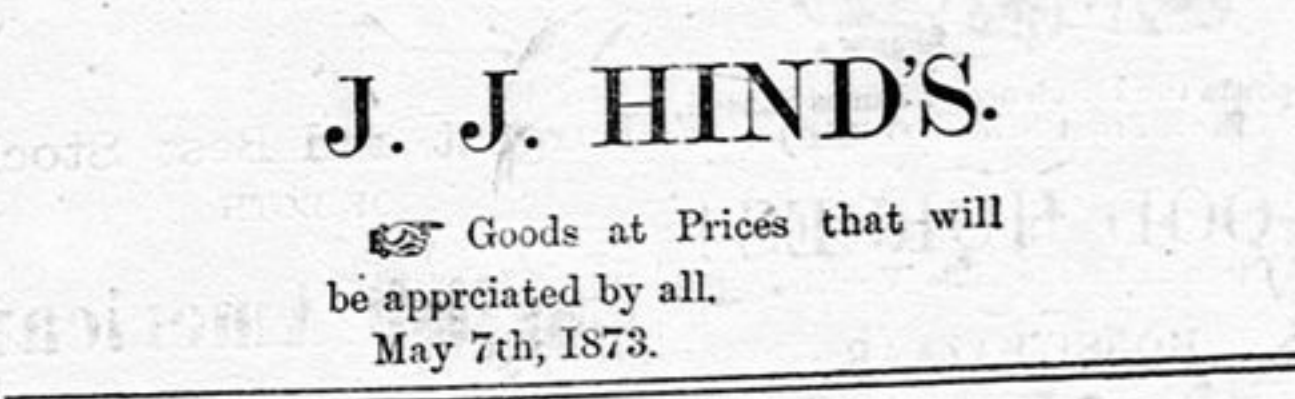 J. J. HIND'S.
☞ Goods at Prices that will
be apprciated by all.
May 7th, 1873.